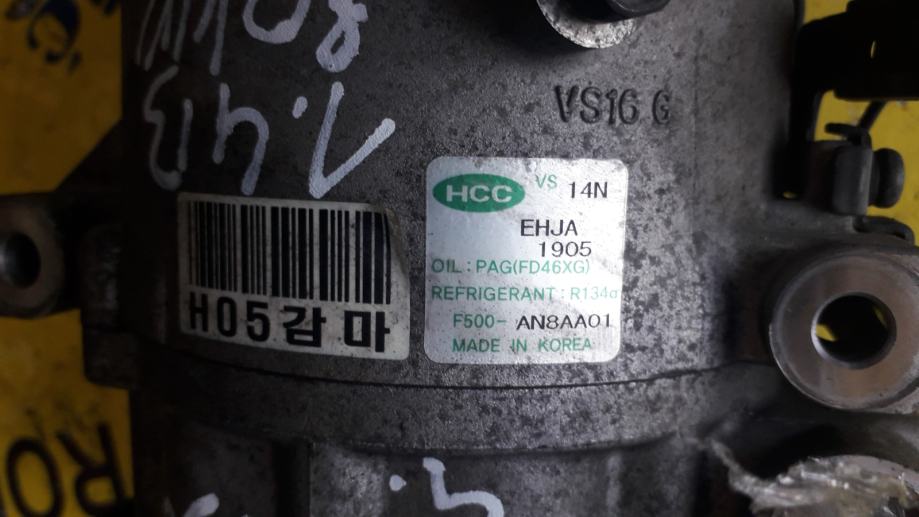 VS16 G
HCC VS 14N
EHJA
1905
OIL : PAG(FD46XG)
REFRIGERANT : R134a
F500- AN8AA01
MADE IN KOREA
H05감마
1.4i